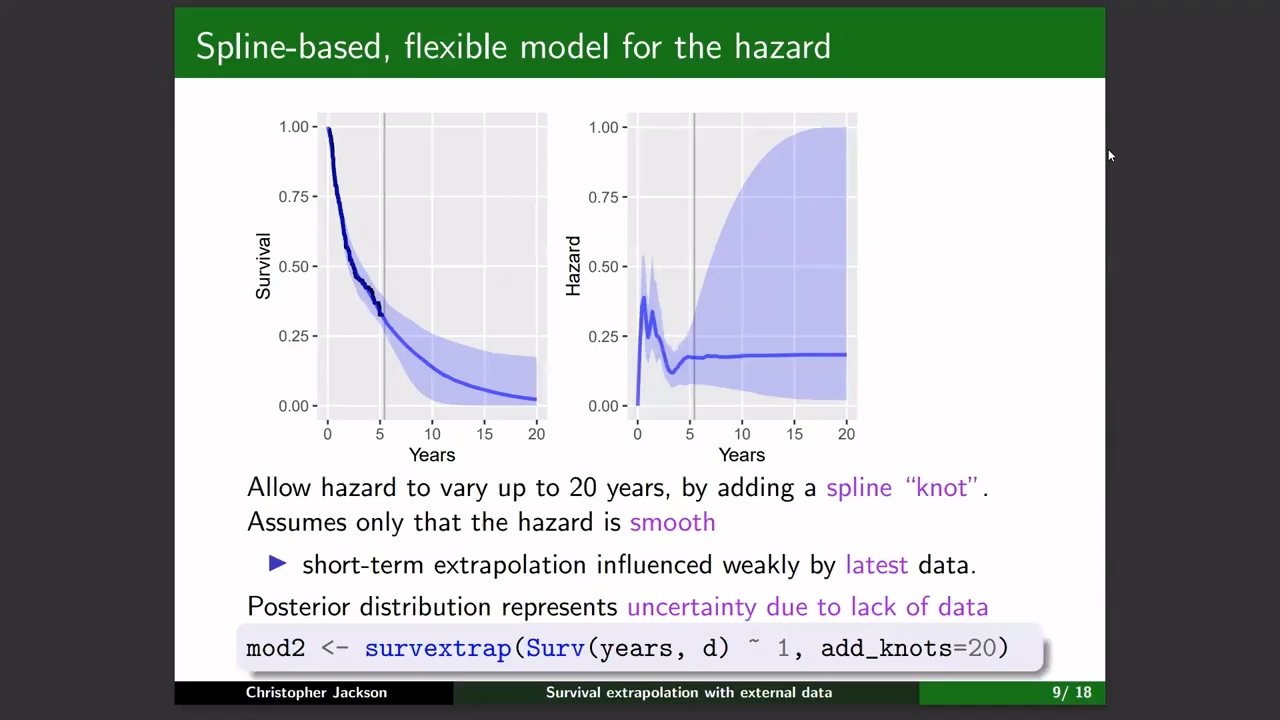 Spline-based, flexible model for the hazard
1.00
0.75
0.50
0.25
0.00
Survival
0 5 10 15 20
Years
1.00
0.75
0.50
0.25
0.00
Hazard
0 5 10 15 20
Years
Allow hazard to vary up to 20 years, by adding a spline “knot”.
Assumes only that the hazard is smooth
▶ short-term extrapolation influenced weakly by latest data.
Posterior distribution represents uncertainty due to lack of data
mod2 <- survextrap(Surv(years, d) ~ 1, add_knots=20)
Christopher Jackson Survival extrapolation with external data 9/ 18